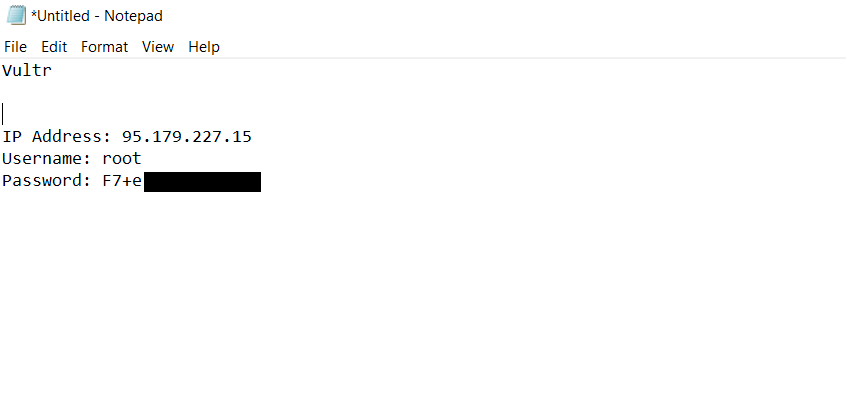 *Untitled - Notepad
File Edit Format View Help
Vultr
IP Address: 95.179.227.15
Username: root
Password: F7+e